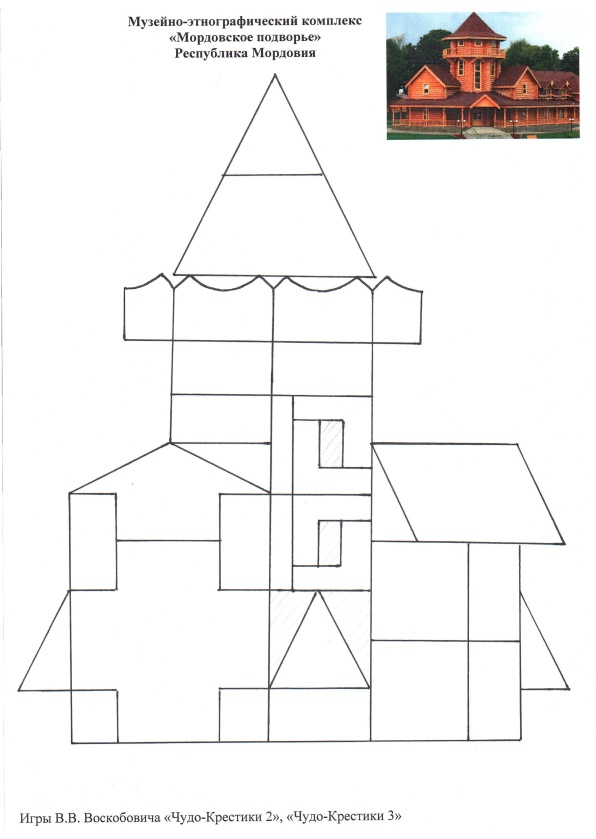 Музейно-этнографический комплекс
«Мордовское подворье»
Республика Мордовия
Игры В.В. Воскобовича «Чудо-Крестики 2», «Чудо-Крестики 3»